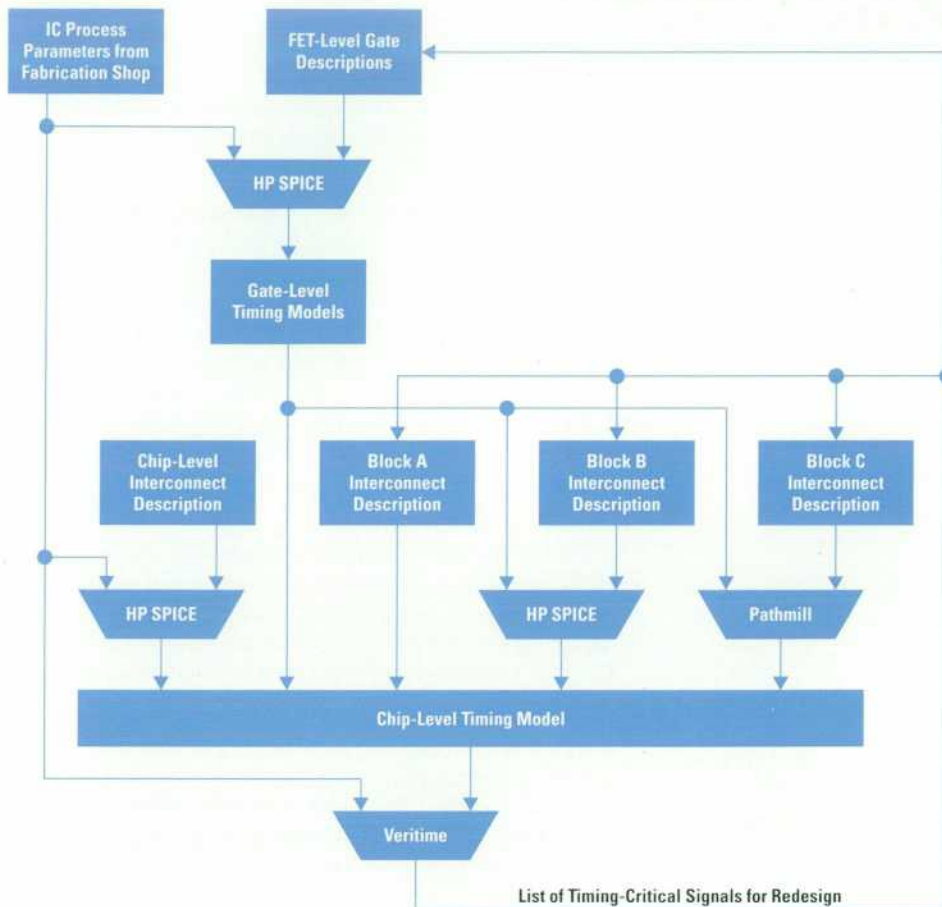 IC Process
Parameters from
Fabrication Shop
FET-Level Gate
Descriptions
HP SPICE
Gate-Level
Timing Models
Chip-Level
Interconnect
Description
Block A
Interconnect
Description
Block B
Interconnect
Description
Block C
Interconnect
Description
HP SPICE
HP SPICE
Pathmill
Chip-Level Timing Model
Veritime
List of Timing-Critical Signals for Redesign